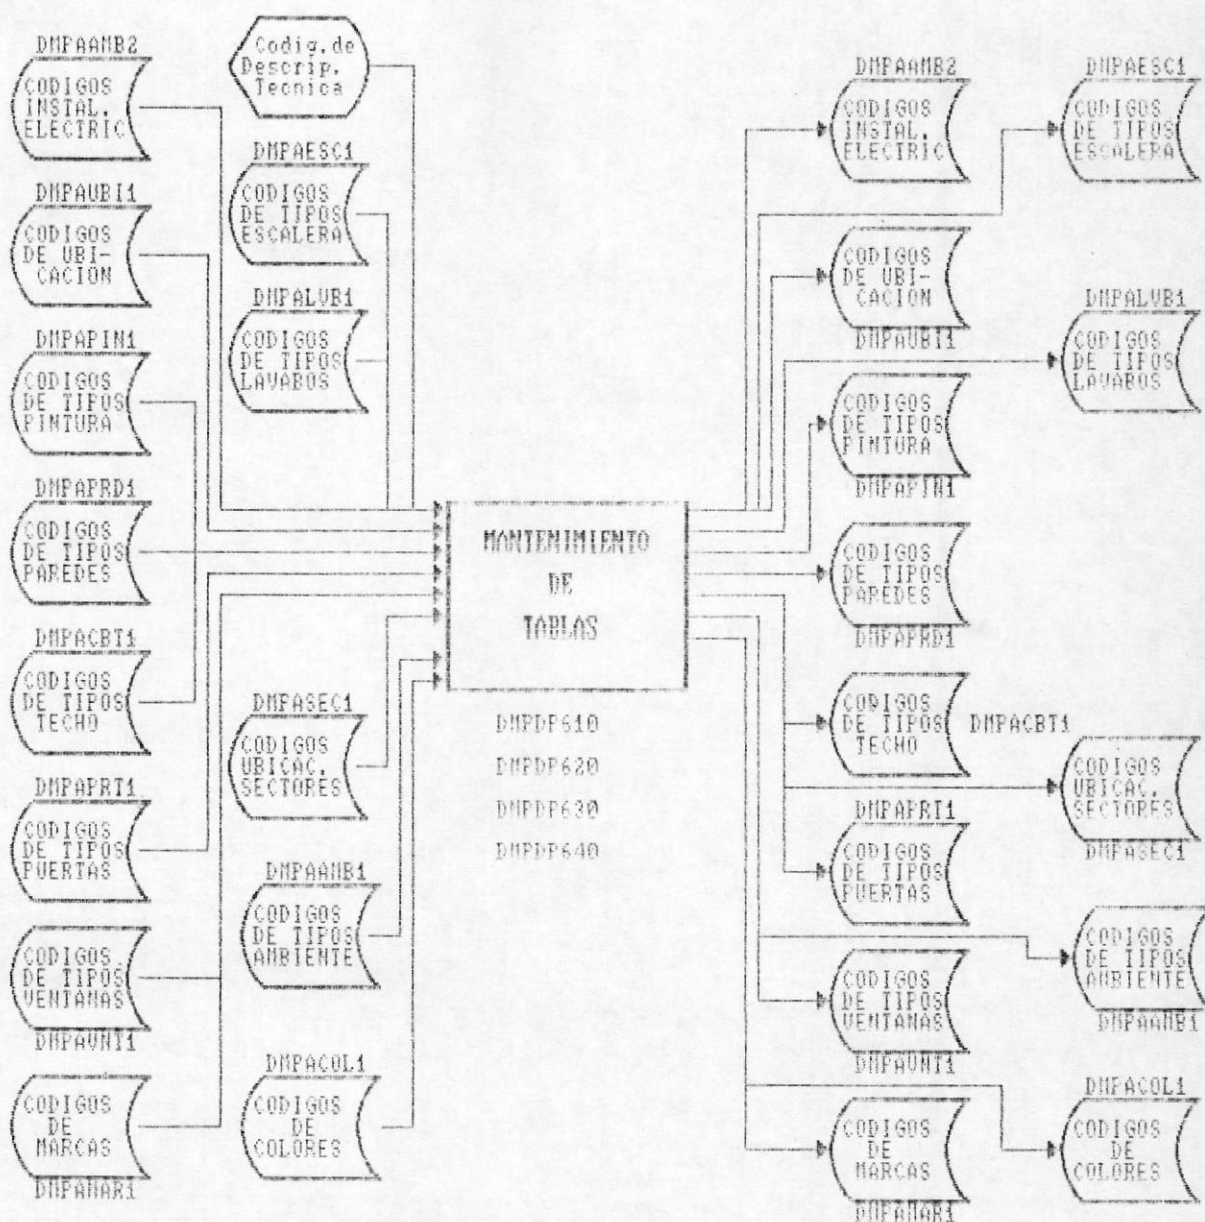 DMPAAMB2
CODIGOS
INSTAL.
ELECTRIC
DMPAUBI1
CODIGOS
DE UBI-
CACION
DMPAPIN1
CODIGOS
DE TIPOS
PINTURA
DMPAPRD1
CODIGOS
DE TIPOS
PAREDES
DMPACBT1
CODIGOS
DE TIPOS
TECHO
DMPAPRT1
CODIGOS
DE TIPOS
PUERTAS
CODIGOS
DE TIPOS
VENTANAS
DMPAVNT1
CODIGOS
DE
MARCAS
DMPAMAR1
Codig.de
Descrip.
Tecnica
DMPAESC1
CODIGOS
DE TIPOS
ESCALERA
DMPALVB1
CODIGOS
DE TIPOS
LAVABOS
DMPASEC1
CODIGOS
UBICAC.
SECTORES
DMPAAMB1
CODIGOS
DE TIPOS
AMBIENTE
DMPACOL1
CODIGOS
DE
COLORES
MANTENIMIENTO
DE
TABLAS
DMPDP610
DMPDP620
DMPDP630
DMPDP640
DMPAAMB2
CODIGOS
INSTAL.
ELECTRIC
CODIGOS
DE UBI-
CACION
DMPAUBI1
CODIGOS
DE TIPOS
PINTURA
DMPAPIN1
CODIGOS
DE TIPOS
PAREDES
DMPAPRD1
CODIGOS
DE TIPOS
TECHO
DMPACBT1
DMPAPRT1
CODIGOS
DE TIPOS
PUERTAS
CODIGOS
DE TIPOS
VENTANAS
DMPAVNT1
CODIGOS
DE
MARCAS
DMPAMAR1
DMPAESC1
CODIGOS
DE TIPOS
ESCALERA
DMPALVB1
CODIGOS
DE TIPOS
LAVABOS
CODIGOS
UBICAC.
SECTORES
DMPASEC1
CODIGOS
DE TIPOS
AMBIENTE
DMPAAMB1
DMPACOL1
CODIGOS
DE
COLORES